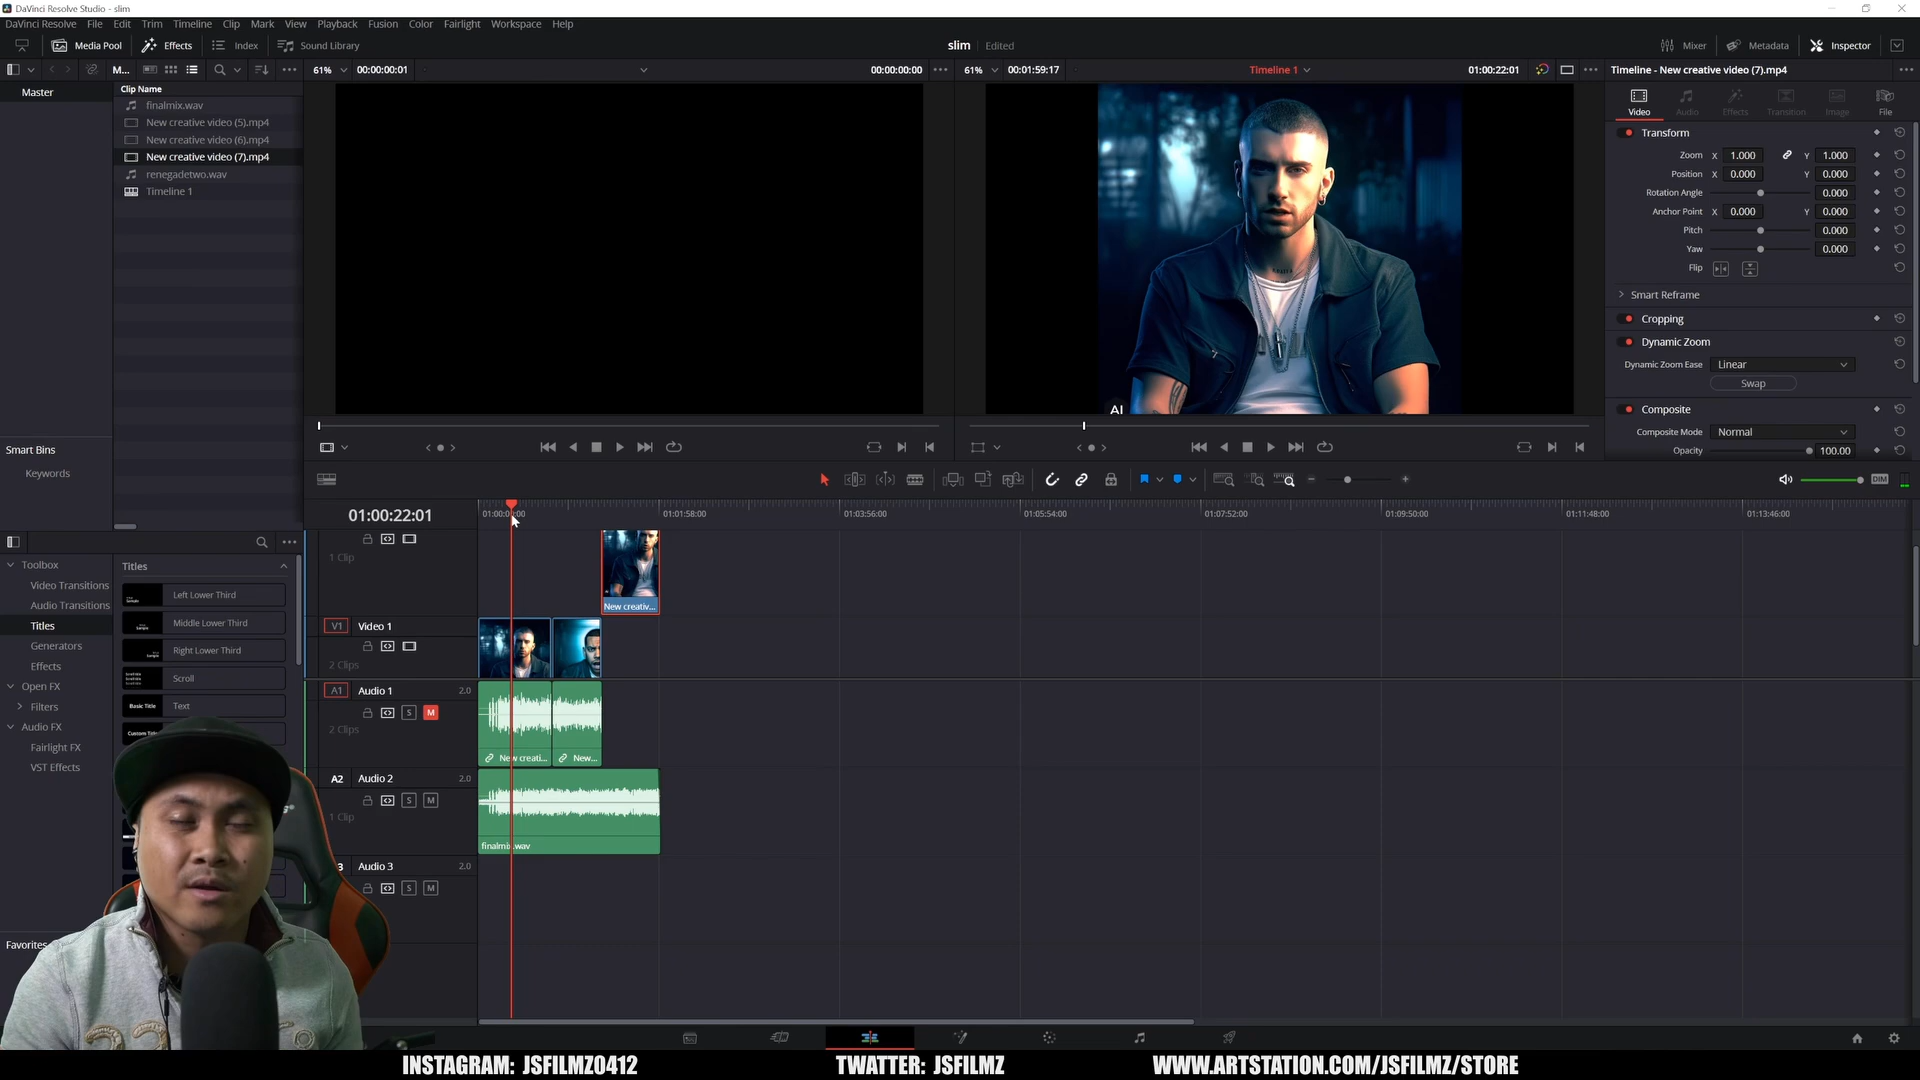 DaVinci Resolve Studio - slim
DaVinci Resolve File Edit Trim Timeline Clip Mark View Playback Fusion Color Fairlight Workspace Help
Media Pool Effects Index Sound Library slim Edited Mixer Metadata Inspector
M... 61% 00:00:00:01 00:00:00:00 61% 00:01:59:17 Timeline 1 01:00:22:01 Timeline - New creative video (7).mp4
Master
Clip Name
finalmix.wav
New creative video (5).mp4
New creative video (6).mp4
New creative video (7).mp4
renegadetwo.wav
Timeline 1
AI
Video Audio Effects Transition Image File
Transform
Zoom X 1.000 Y 1.000
Position X 0.000 Y 0.000
Rotation Angle 0.000
Anchor Point X 0.000 Y 0.000
Pitch 0.000
Yaw 0.000
Flip
Smart Reframe
Cropping
Dynamic Zoom
Dynamic Zoom Ease Linear
Swap
Composite
Composite Mode Normal
Opacity 100.00
Smart Bins
Keywords
DIM
01:00:22:01
01:01:58:00 01:03:56:00 01:05:54:00 01:07:52:00 01:09:50:00 01:11:48:00 01:13:46:00
1 Clip
New creativ...
V1 Video 1
2 Clips
A1 Audio 1 2.0
S M
2 Clips
New creati... New...
A2 Audio 2 2.0
S M
1 Clip
finalmix.wav
3 Audio 3 2.0
S M
Toolbox
Video Transitions
Audio Transitions
Titles
Generators
Effects
Open FX
Filters
Audio FX
Fairlight FX
VST Effects
Favorites
Titles
Left Lower Third
Middle Lower Third
Right Lower Third
Scroll
Basic Title Text
INSTAGRAM: JSFILMZ0412 TWATTER: JSFILMZ WWW.ARTSTATION.COM/JSFILMZ/STORE